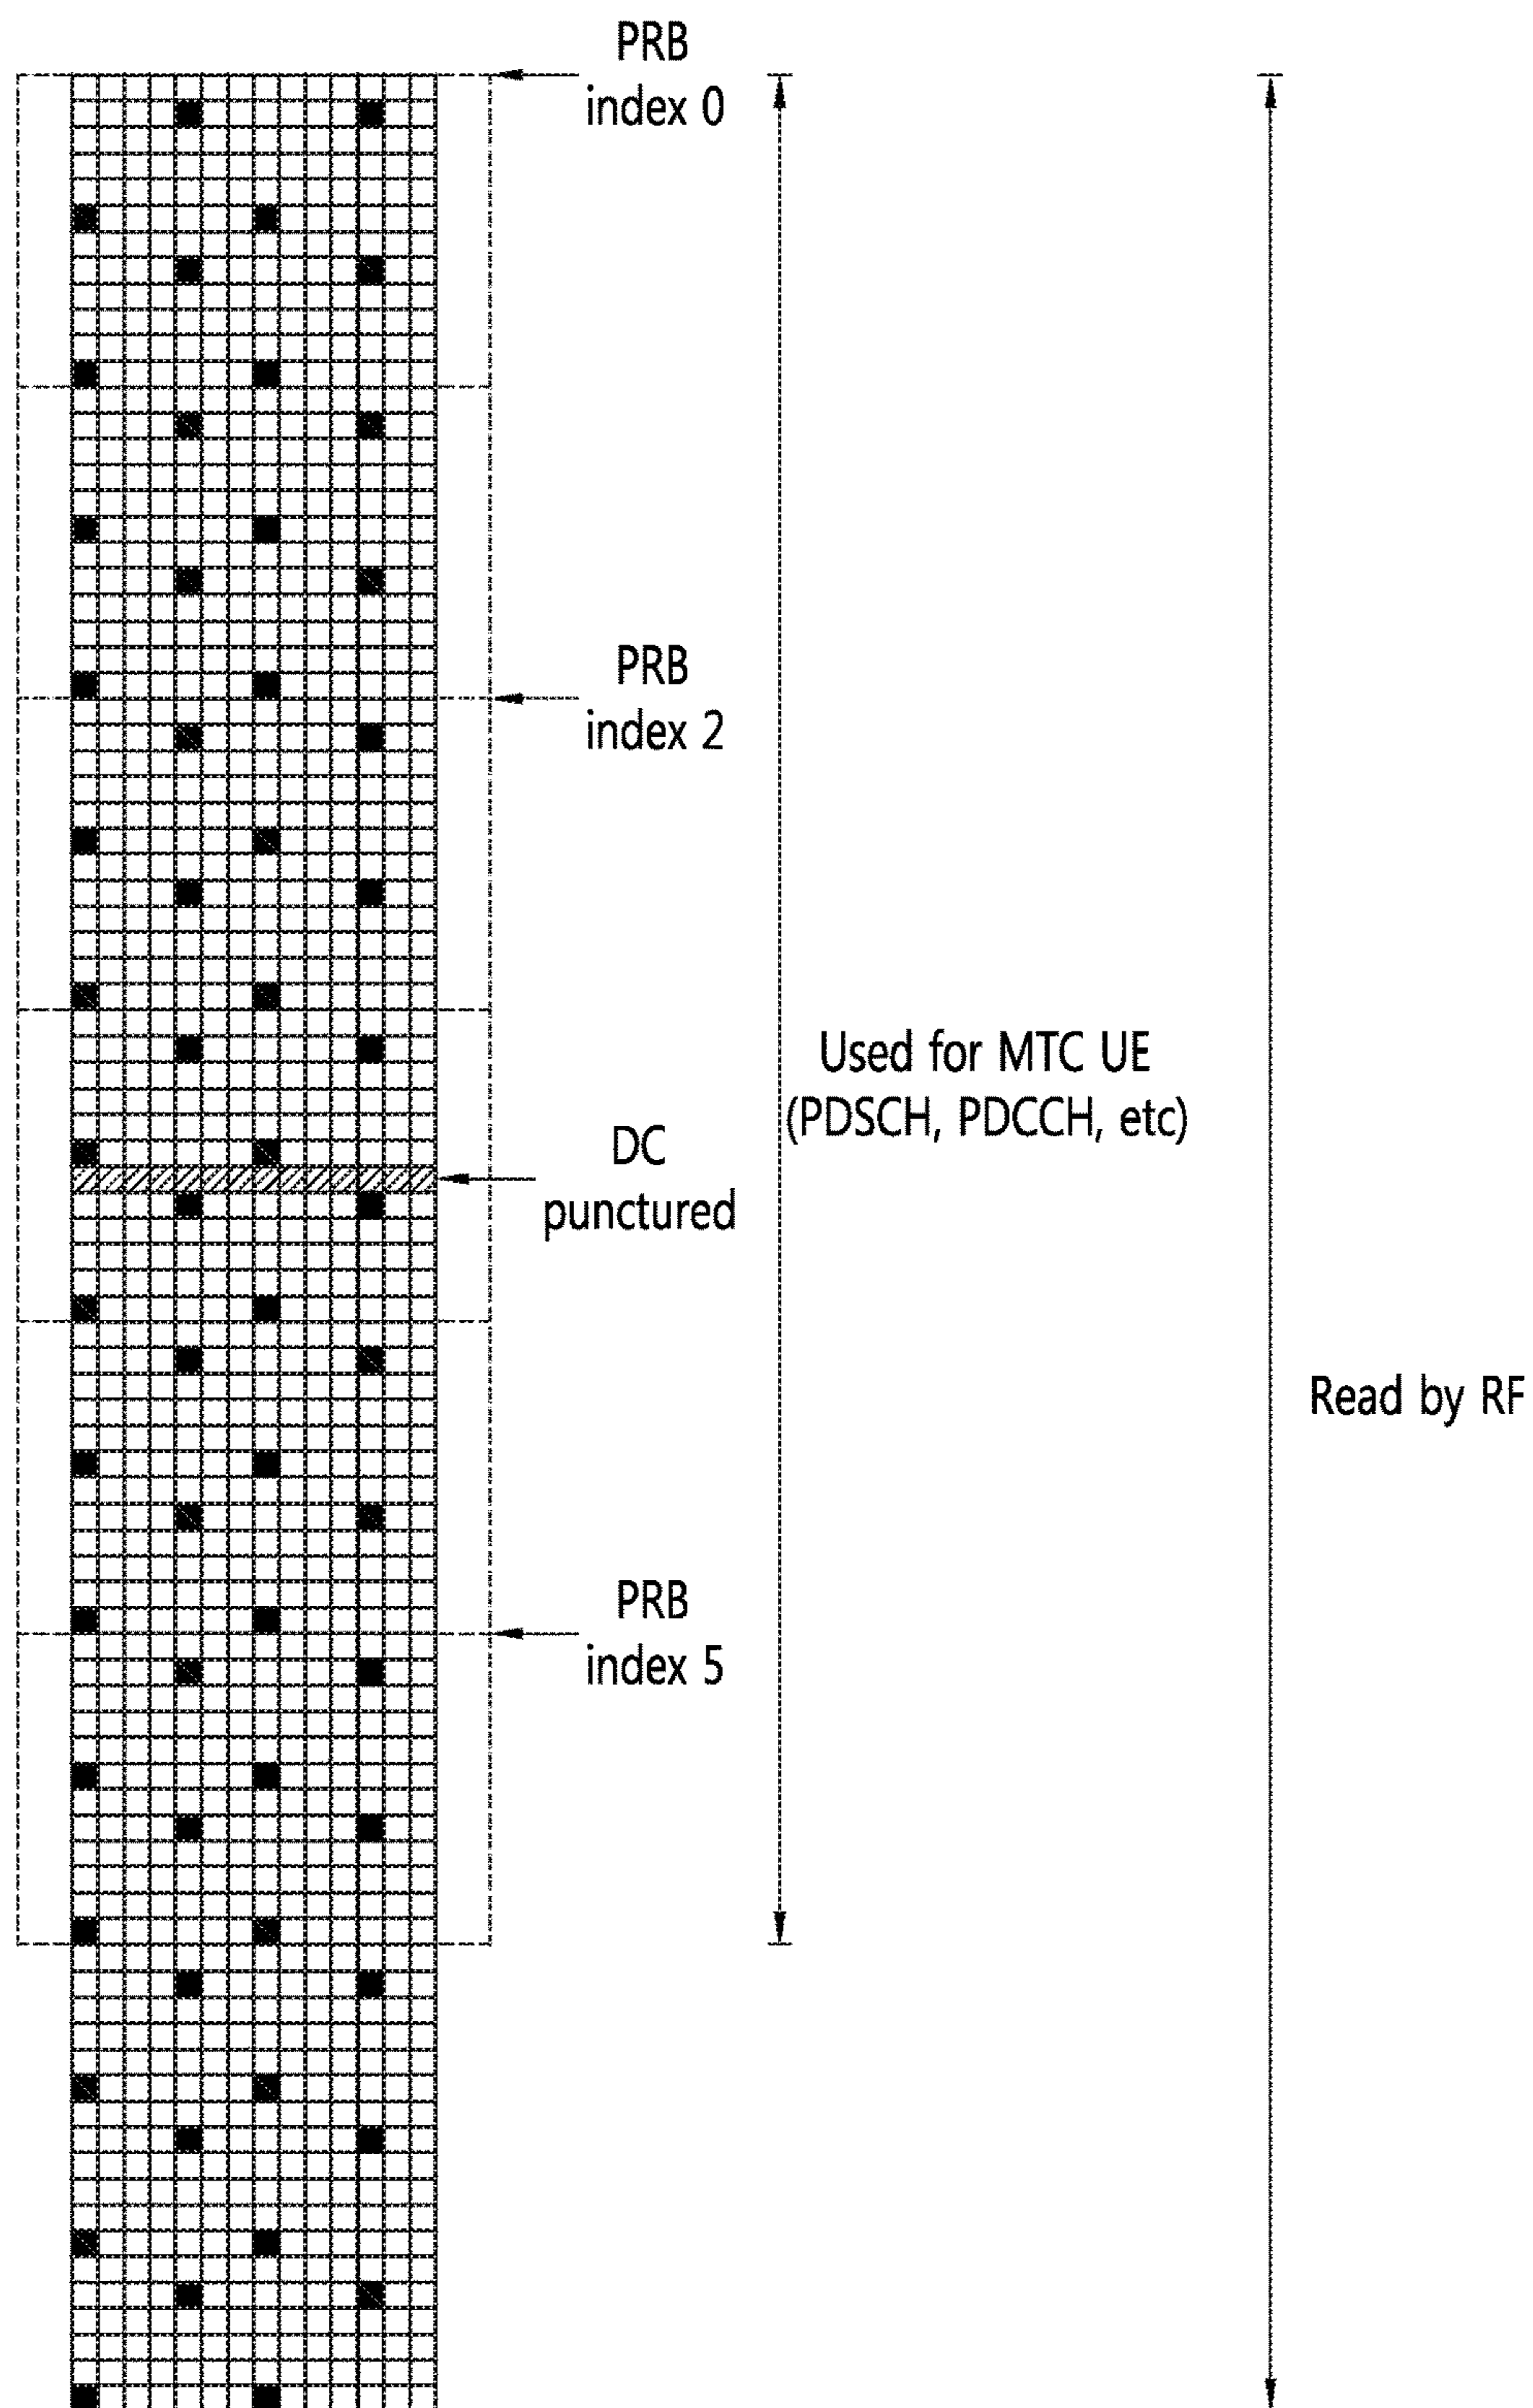 PRB
index 0
PRB
index 2
Used for MTC UE
(PDSCH, PDCCH, etc)
DC
punctured
Read by RF
PRB
index 5